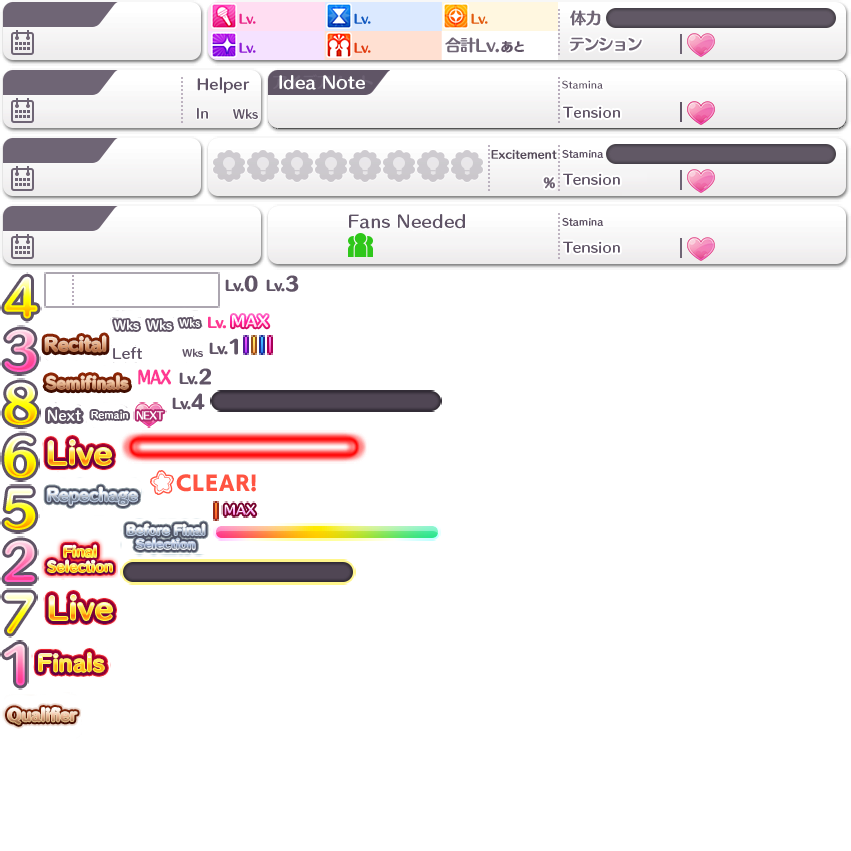 Lv. Lv. Lv. 体力
Lv. Lv. 合計Lv.あと テンション
Helper Idea Note Stamina
In Wks Tension
Excitement Stamina
% Tension
Fans Needed Stamina
Tension
4 Lv.0 Lv.3
Wks Wks Wks Lv. MAX
3 Recital Left Wks Lv.1
Semifinals MAX Lv.2
8 Next Remain NEXT Lv.4
6 Live
5 Repechage CLEAR!
MAX
Before Final
Selection
2 Final
Selection
7 Live
1 Finals
Qualifier